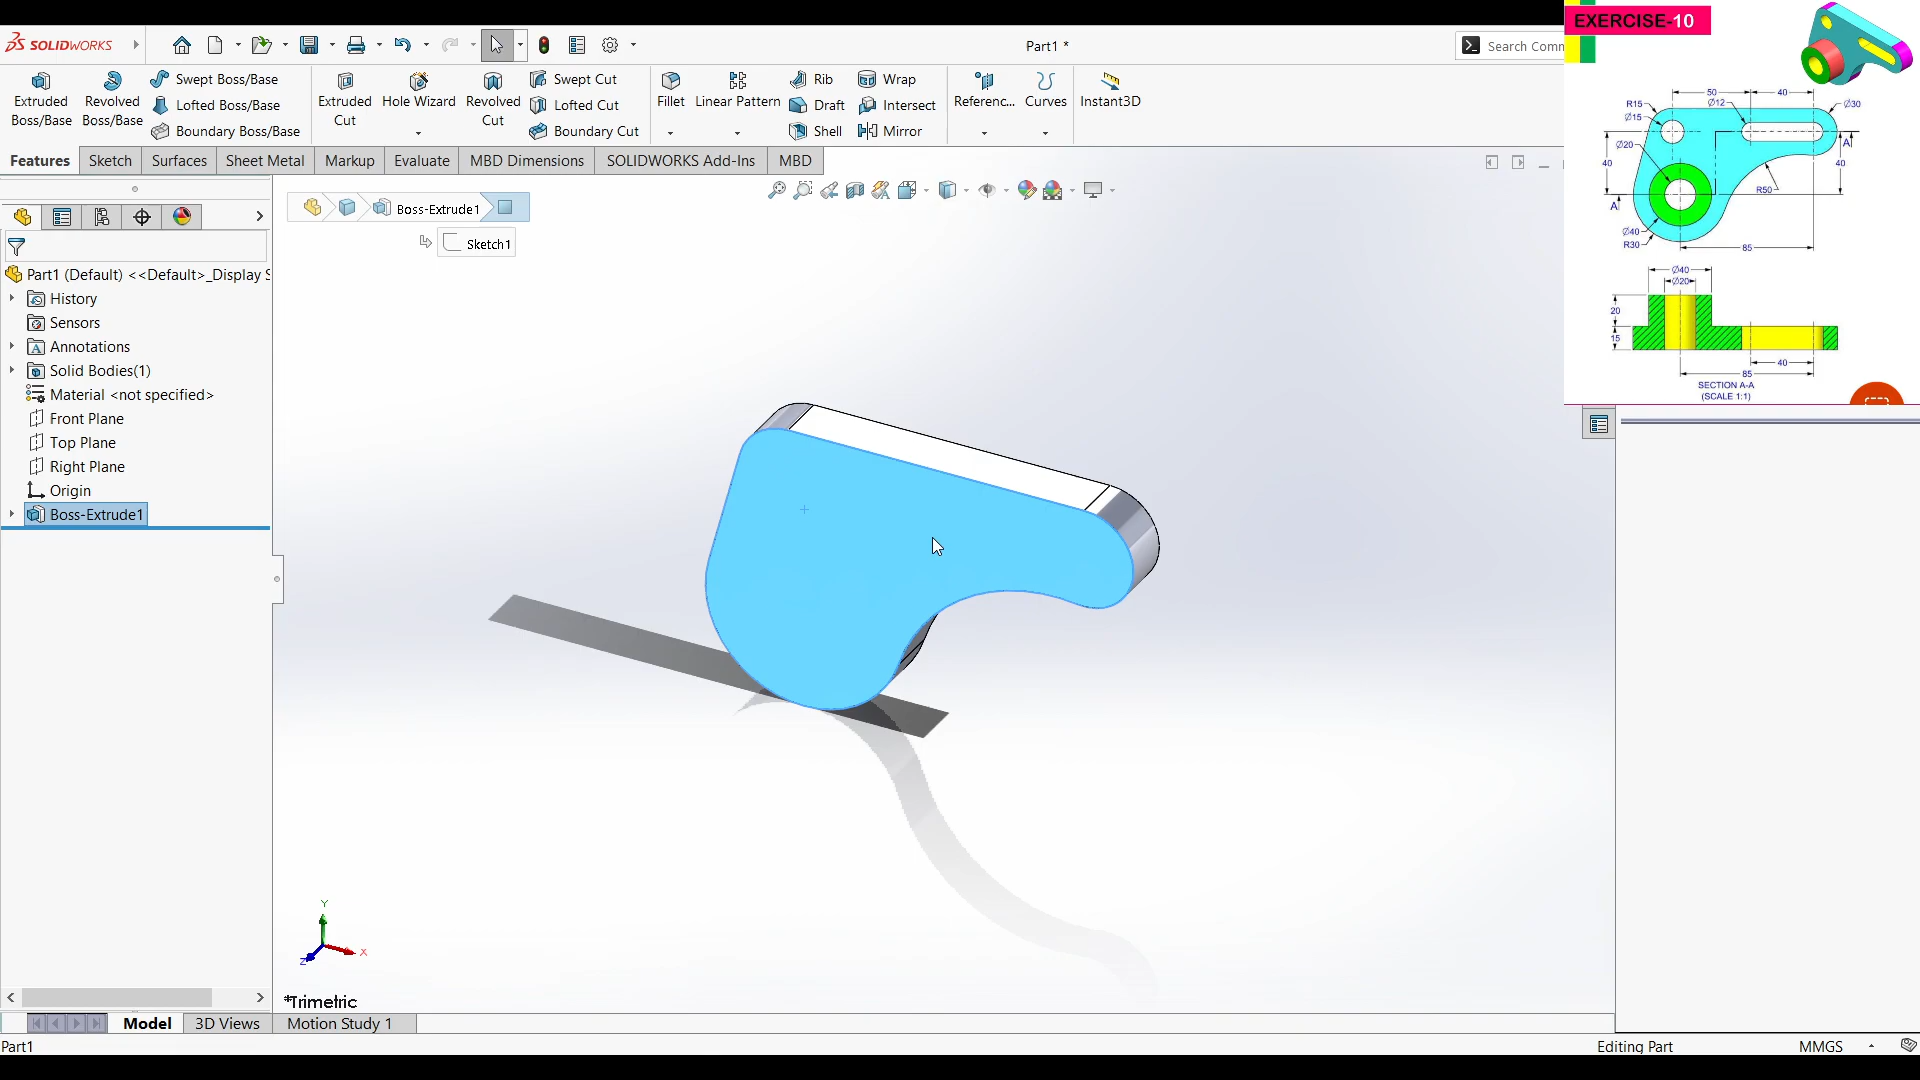 SOLIDWORKS
Part1 *
Search Comm
Extruded Boss/Base
Revolved Boss/Base
Swept Boss/Base
Lofted Boss/Base
Boundary Boss/Base
Extruded Cut
Hole Wizard
Revolved Cut
Swept Cut
Lofted Cut
Boundary Cut
Fillet
Linear Pattern
Rib
Draft
Shell
Wrap
Intersect
Mirror
Referenc...
Curves
Instant3D
Features
Sketch
Surfaces
Sheet Metal
Markup
Evaluate
MBD Dimensions
SOLIDWORKS Add-Ins
MBD
Boss-Extrude1
Sketch1
Part1 (Default) <<Default>_Display S
History
Sensors
Annotations
Solid Bodies(1)
Material <not specified>
Front Plane
Top Plane
Right Plane
Origin
Boss-Extrude1
Y
X
Z
*Trimetric
Model
3D Views
Motion Study 1
Part1
Editing Part
MMGS
EXERCISE-10
50
40
R15
Ø12
Ø30
Ø15
Ø20
A
40
40
R50
A
Ø40
R30
85
Ø40
Ø20
20
15
40
85
SECTION A-A
(SCALE 1:1)